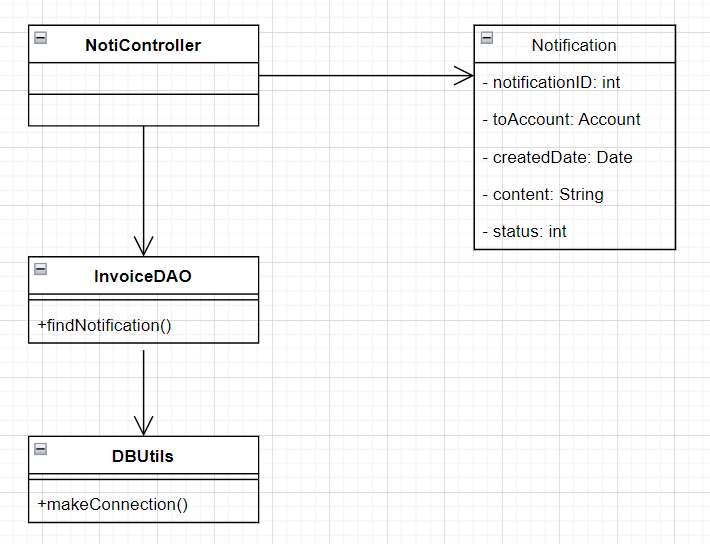 NotiController
Notification
- notificationID: int
- toAccount: Account
- createdDate: Date
- content: String
- status: int
InvoiceDAO
+findNotification()
DBUtils
+makeConnection()